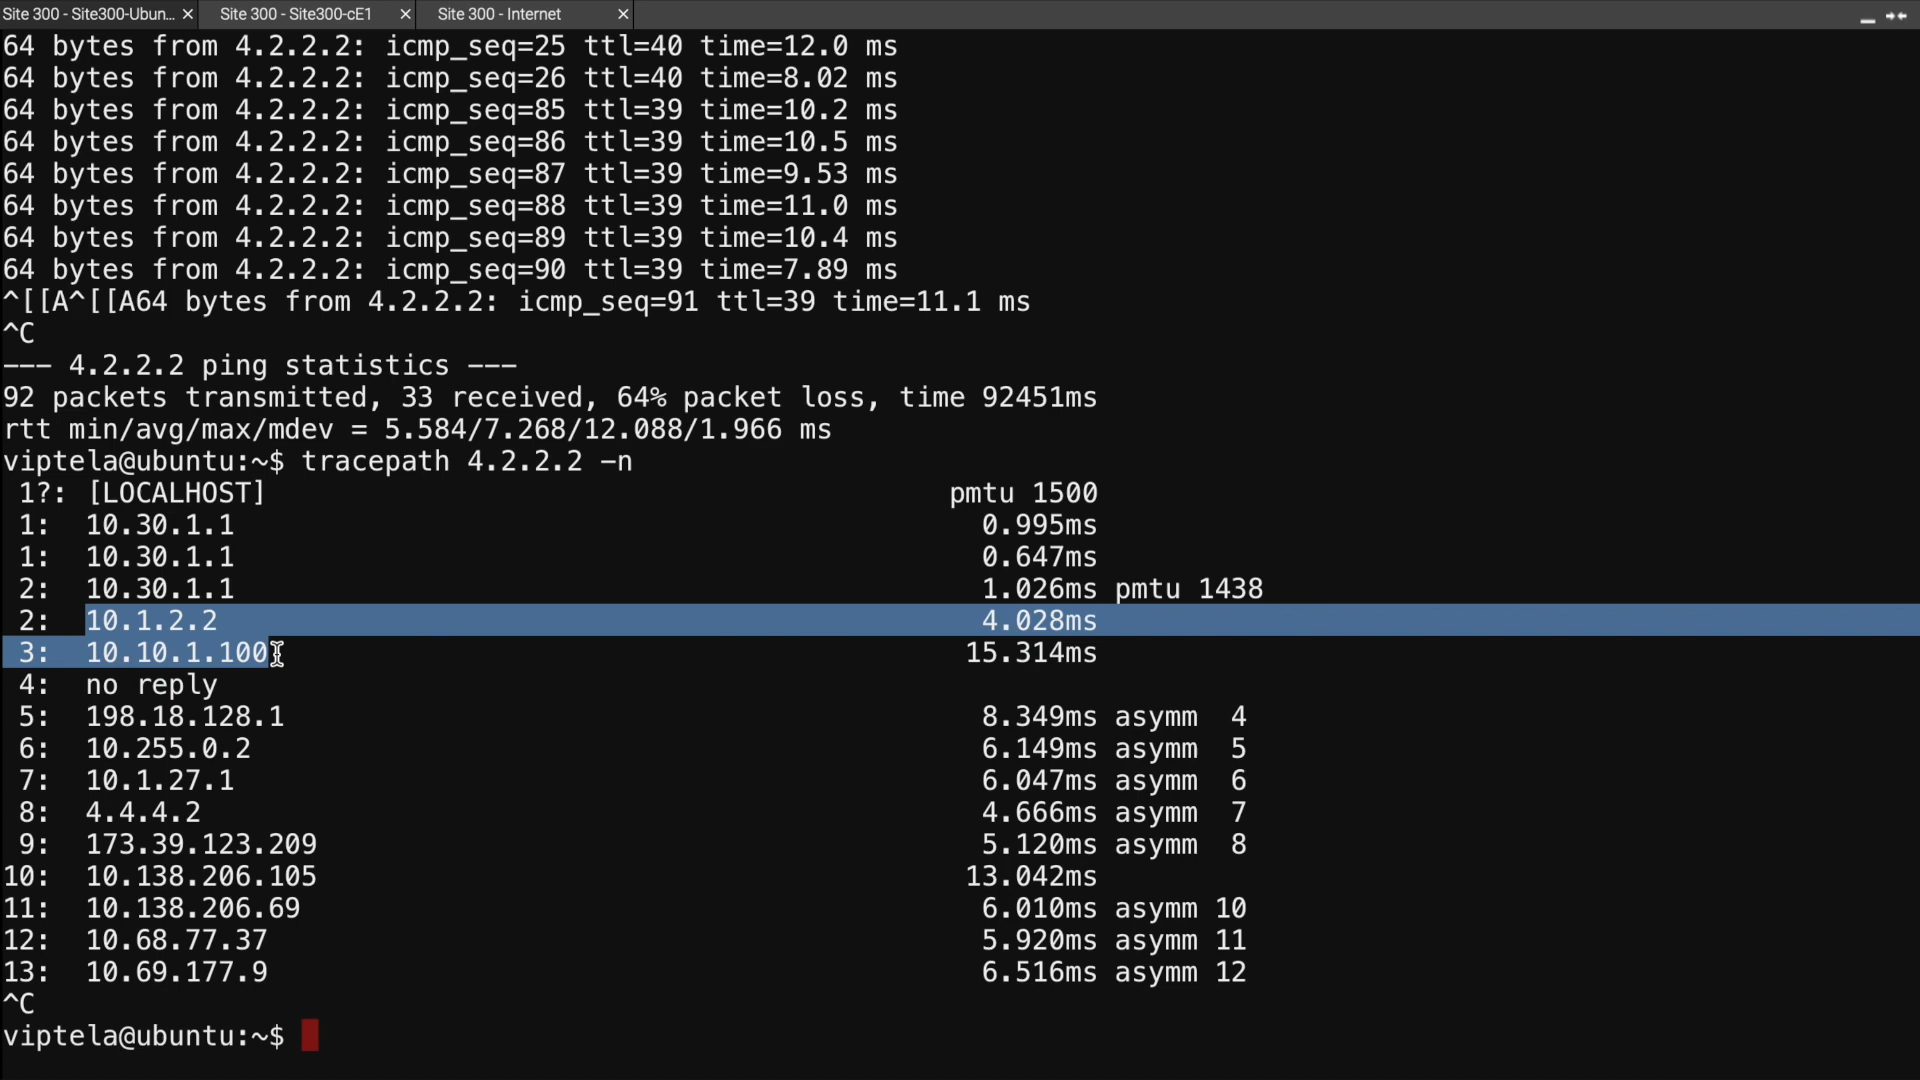 Site 300 - Site300-Ubun... × Site 300 - Site300-cE1 × Site 300 - Internet ×
64 bytes from 4.2.2.2: icmp_seq=25 ttl=40 time=12.0 ms
64 bytes from 4.2.2.2: icmp_seq=26 ttl=40 time=8.02 ms
64 bytes from 4.2.2.2: icmp_seq=85 ttl=39 time=10.2 ms
64 bytes from 4.2.2.2: icmp_seq=86 ttl=39 time=10.5 ms
64 bytes from 4.2.2.2: icmp_seq=87 ttl=39 time=9.53 ms
64 bytes from 4.2.2.2: icmp_seq=88 ttl=39 time=11.0 ms
64 bytes from 4.2.2.2: icmp_seq=89 ttl=39 time=10.4 ms
64 bytes from 4.2.2.2: icmp_seq=90 ttl=39 time=7.89 ms
^[[A^[[A64 bytes from 4.2.2.2: icmp_seq=91 ttl=39 time=11.1 ms
^C
--- 4.2.2.2 ping statistics ---
92 packets transmitted, 33 received, 64% packet loss, time 92451ms
rtt min/avg/max/mdev = 5.584/7.268/12.088/1.966 ms
viptela@ubuntu:~$ tracepath 4.2.2.2 -n
1?: [LOCALHOST] pmtu 1500
1: 10.30.1.1 0.995ms
1: 10.30.1.1 0.647ms
2: 10.30.1.1 1.026ms pmtu 1438
2: 10.1.2.2 4.028ms
3: 10.10.1.100 15.314ms
4: no reply
5: 198.18.128.1 8.349ms asymm 4
6: 10.255.0.2 6.149ms asymm 5
7: 10.1.27.1 6.047ms asymm 6
8: 4.4.4.2 4.666ms asymm 7
9: 173.39.123.209 5.120ms asymm 8
10: 10.138.206.105 13.042ms
11: 10.138.206.69 6.010ms asymm 10
12: 10.68.77.37 5.920ms asymm 11
13: 10.69.177.9 6.516ms asymm 12
^C
viptela@ubuntu:~$